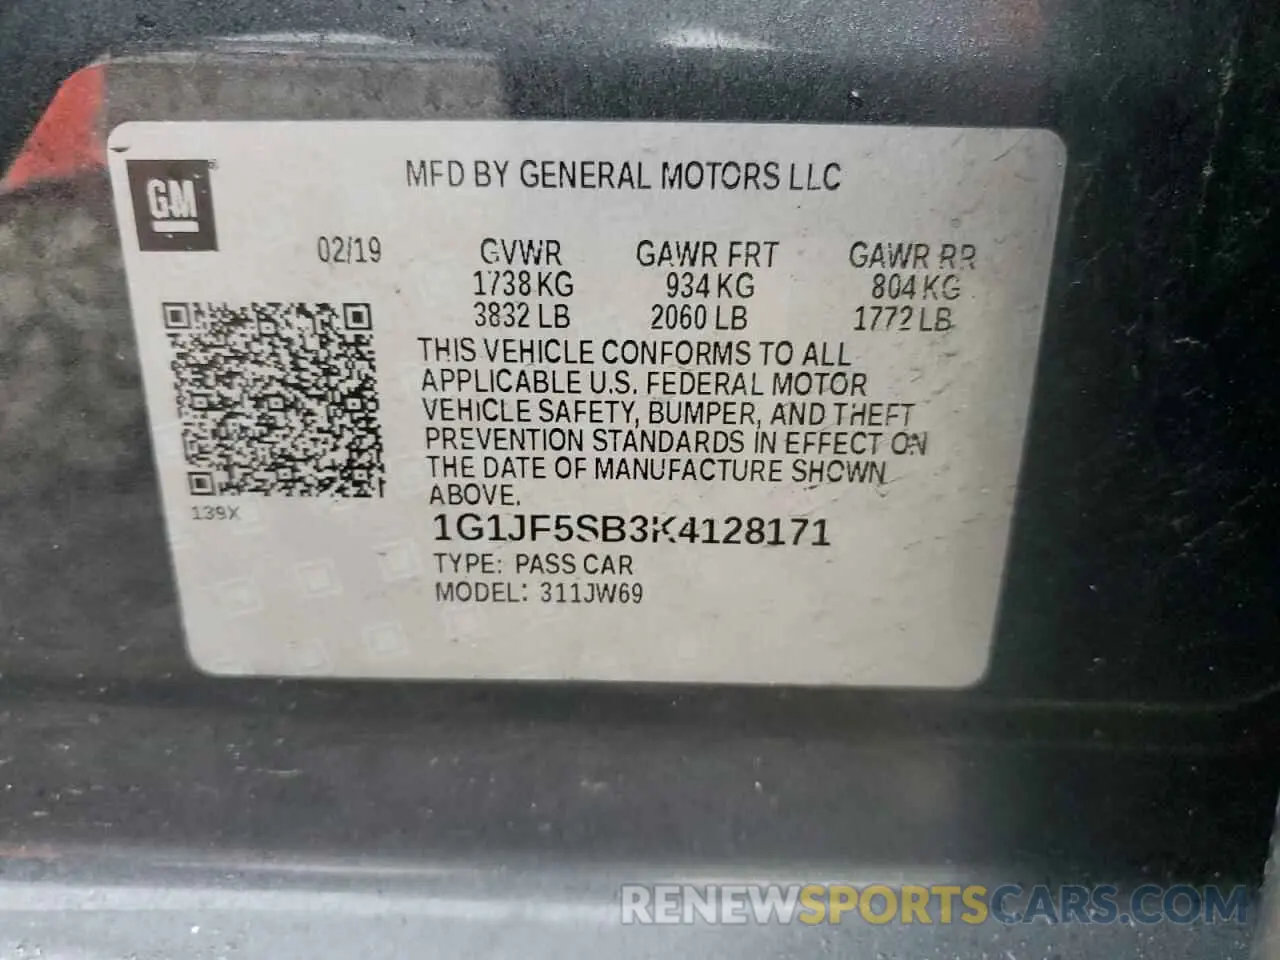 MFD BY GENERAL MOTORS LLC
GM
02/19 GVWR GAWR FRT GAWR RR
1738 KG 934 KG 804 KG
3832 LB 2060 LB 1772 LB
THIS VEHICLE CONFORMS TO ALL
APPLICABLE U.S. FEDERAL MOTOR
VEHICLE SAFETY, BUMPER, AND THEFT
PREVENTION STANDARDS IN EFFECT ON
THE DATE OF MANUFACTURE SHOWN
ABOVE.
139X
1G1JF5SB3K4128171
TYPE: PASS CAR
MODEL: 311JW69
RENEWSPORTSCARS.COM